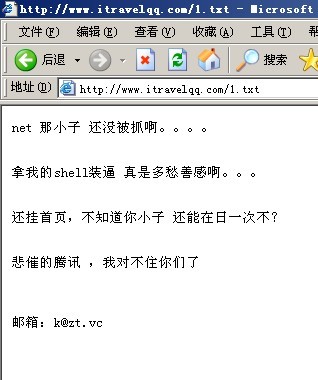 http://www.itravelqq.com/1.txt - Microsoft
文件(F) 编辑(E) 查看(V) 收藏(A) 工具
后退 搜索
地址(D) http://www.itravelqq.com/1.txt
net 那小子 还没被抓啊。。。。
拿我的shell装逼 真是多愁善感啊。。。
还挂首页，不知道你小子 还能在日一次不？
悲催的腾讯 ，我对不住你们了
邮箱：k@zt.vc